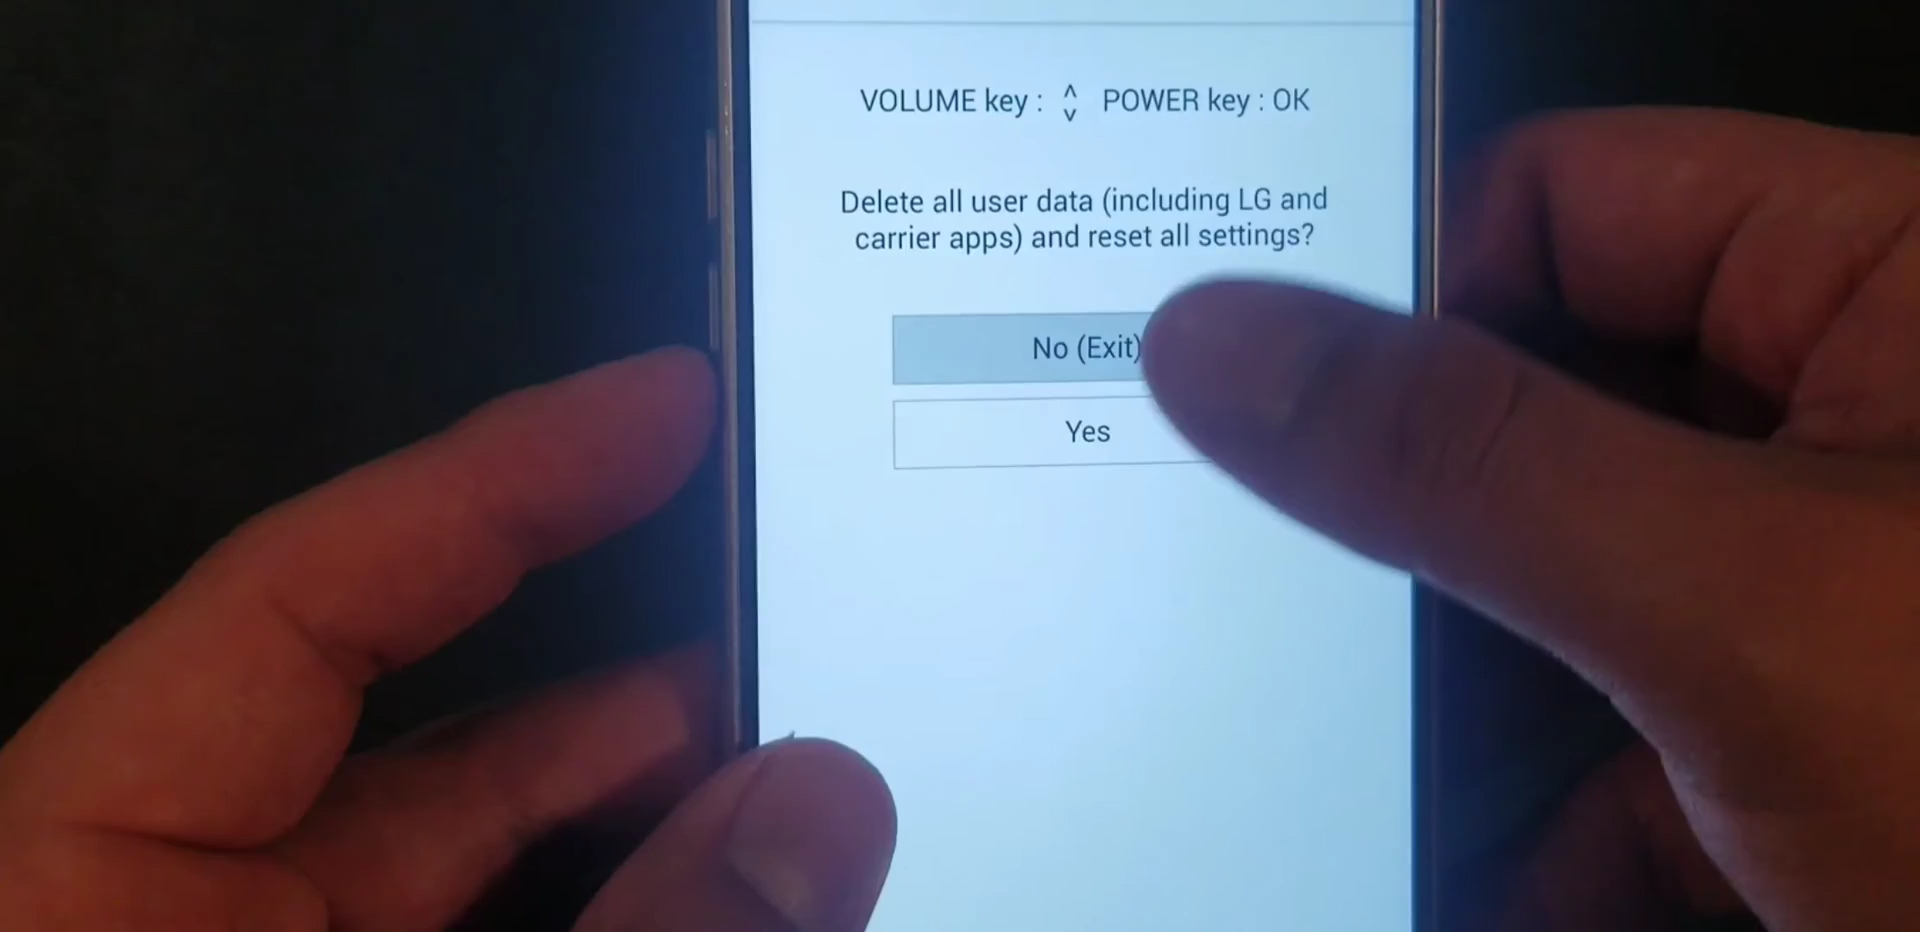 VOLUME key : ^ v POWER key : OK
Delete all user data (including LG and
carrier apps) and reset all settings?
No (Exit)
Yes